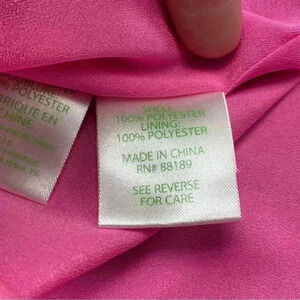 SHELL:
100% POLYESTER
LINING:
100% POLYESTER
MADE IN CHINA
RN# 88189
SEE REVERSE
FOR CARE
POLYESTER
FABRIQUE EN
CHINE